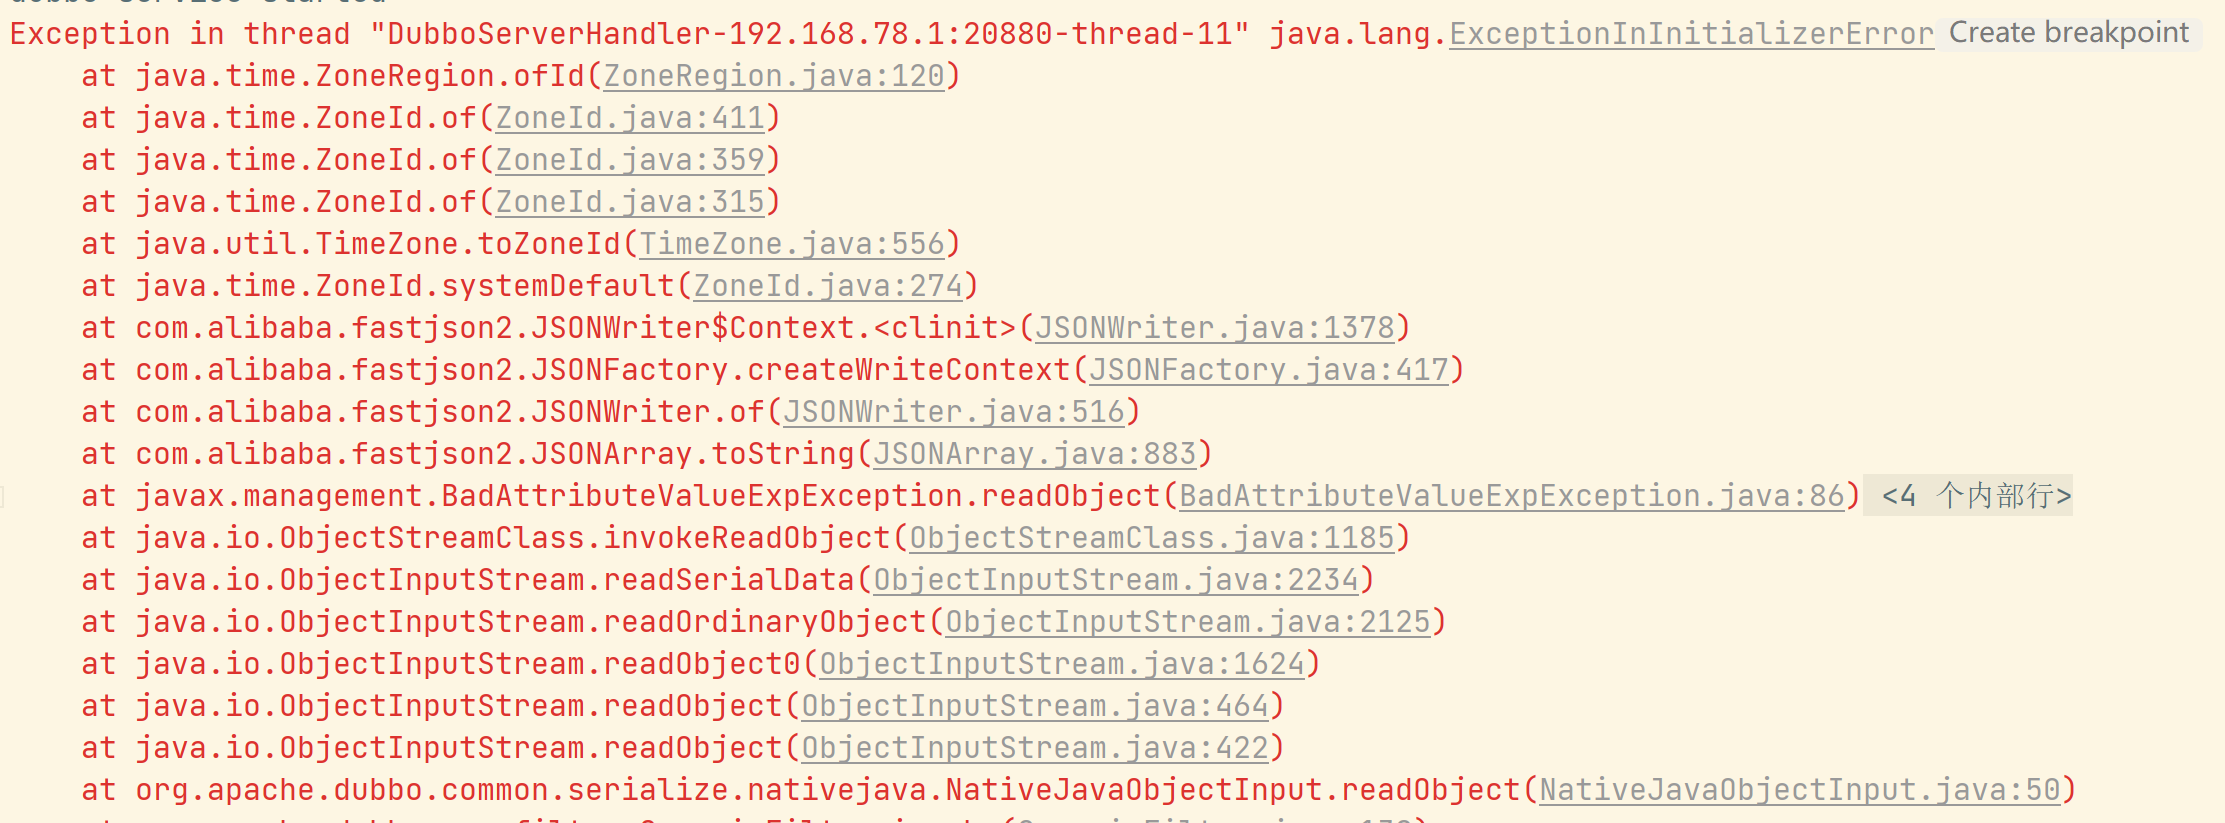 Exception in thread "DubboServerHandler-192.168.78.1:20880-thread-11" java.lang.ExceptionInInitializerError Create breakpoint
at java.time.ZoneRegion.ofId(ZoneRegion.java:120)
at java.time.ZoneId.of(ZoneId.java:411)
at java.time.ZoneId.of(ZoneId.java:359)
at java.time.ZoneId.of(ZoneId.java:315)
at java.util.TimeZone.toZoneId(TimeZone.java:556)
at java.time.ZoneId.systemDefault(ZoneId.java:274)
at com.alibaba.fastjson2.JSONWriter$Context.<clinit>(JSONWriter.java:1378)
at com.alibaba.fastjson2.JSONFactory.createWriteContext(JSONFactory.java:417)
at com.alibaba.fastjson2.JSONWriter.of(JSONWriter.java:516)
at com.alibaba.fastjson2.JSONArray.toString(JSONArray.java:883)
at javax.management.BadAttributeValueExpException.readObject(BadAttributeValueExpException.java:86) <4 个内部行>
at java.io.ObjectStreamClass.invokeReadObject(ObjectStreamClass.java:1185)
at java.io.ObjectInputStream.readSerialData(ObjectInputStream.java:2234)
at java.io.ObjectInputStream.readOrdinaryObject(ObjectInputStream.java:2125)
at java.io.ObjectInputStream.readObject0(ObjectInputStream.java:1624)
at java.io.ObjectInputStream.readObject(ObjectInputStream.java:464)
at java.io.ObjectInputStream.readObject(ObjectInputStream.java:422)
at org.apache.dubbo.common.serialize.nativejava.NativeJavaObjectInput.readObject(NativeJavaObjectInput.java:50)